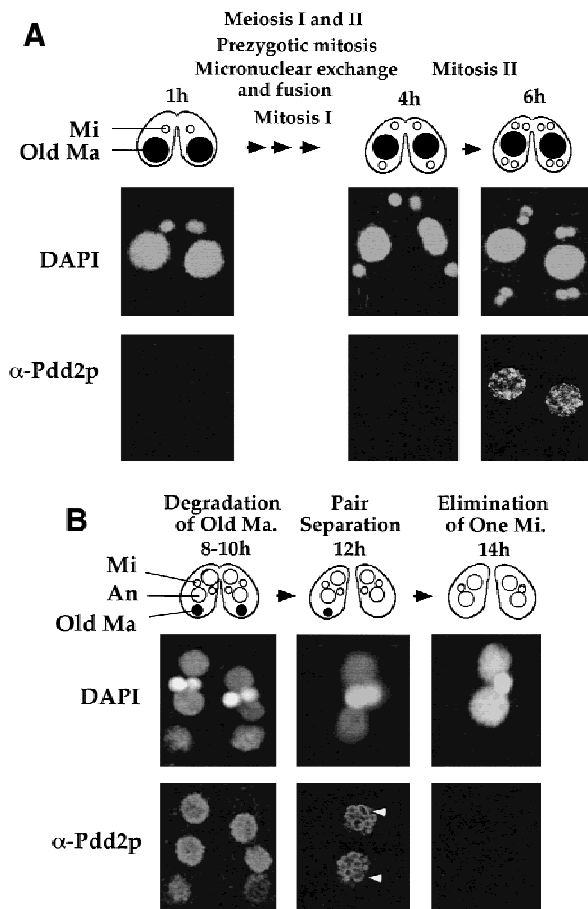 A
Meiosis I and II
Prezygotic mitosis
Micronuclear exchange
and fusion
Mitosis I
Mitosis II
1h
4h
6h
Mi
Old Ma
DAPI
α-Pdd2p
B
Degradation
of Old Ma.
8-10h
Pair
Separation
12h
Elimination
of One Mi.
14h
Mi
An
Old Ma
DAPI
α-Pdd2p